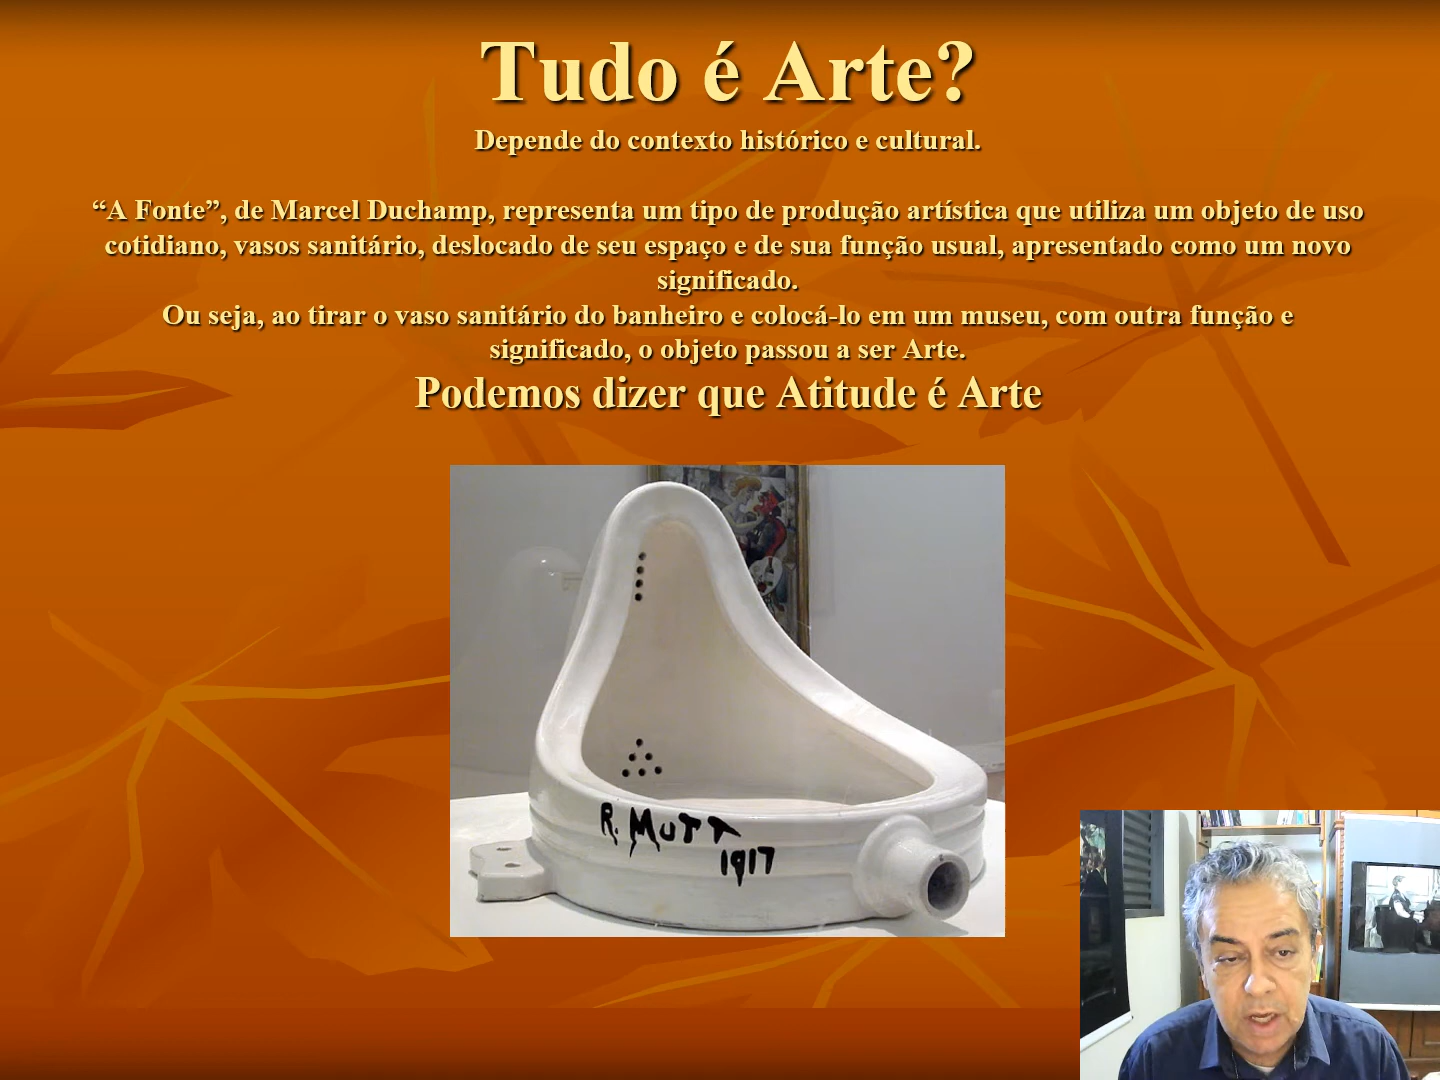 Tudo é Arte?
Depende do contexto histórico e cultural.
“A Fonte”, de Marcel Duchamp, representa um tipo de produção artística que utiliza um objeto de uso
cotidiano, vasos sanitário, deslocado de seu espaço e de sua função usual, apresentado como um novo
significado.
Ou seja, ao tirar o vaso sanitário do banheiro e colocá-lo em um museu, com outra função e
significado, o objeto passou a ser Arte.
Podemos dizer que Atitude é Arte
R. MUTT
1917